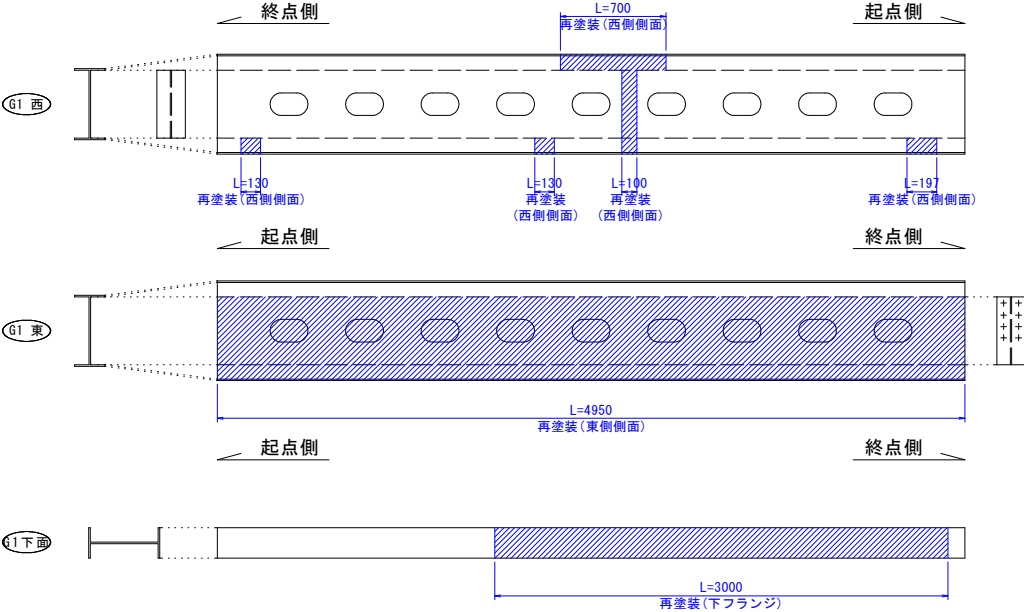 終点側
起点側
L=700
再塗装(西側側面)
G1 西
L=130
再塗装(西側側面)
L=130
再塗装
(西側側面)
L=100
再塗装
(西側側面)
L=197
再塗装(西側側面)
起点側
終点側
G1 東
L=4950
再塗装(東側側面)
起点側
終点側
G1下面
L=3000
再塗装(下フランジ)